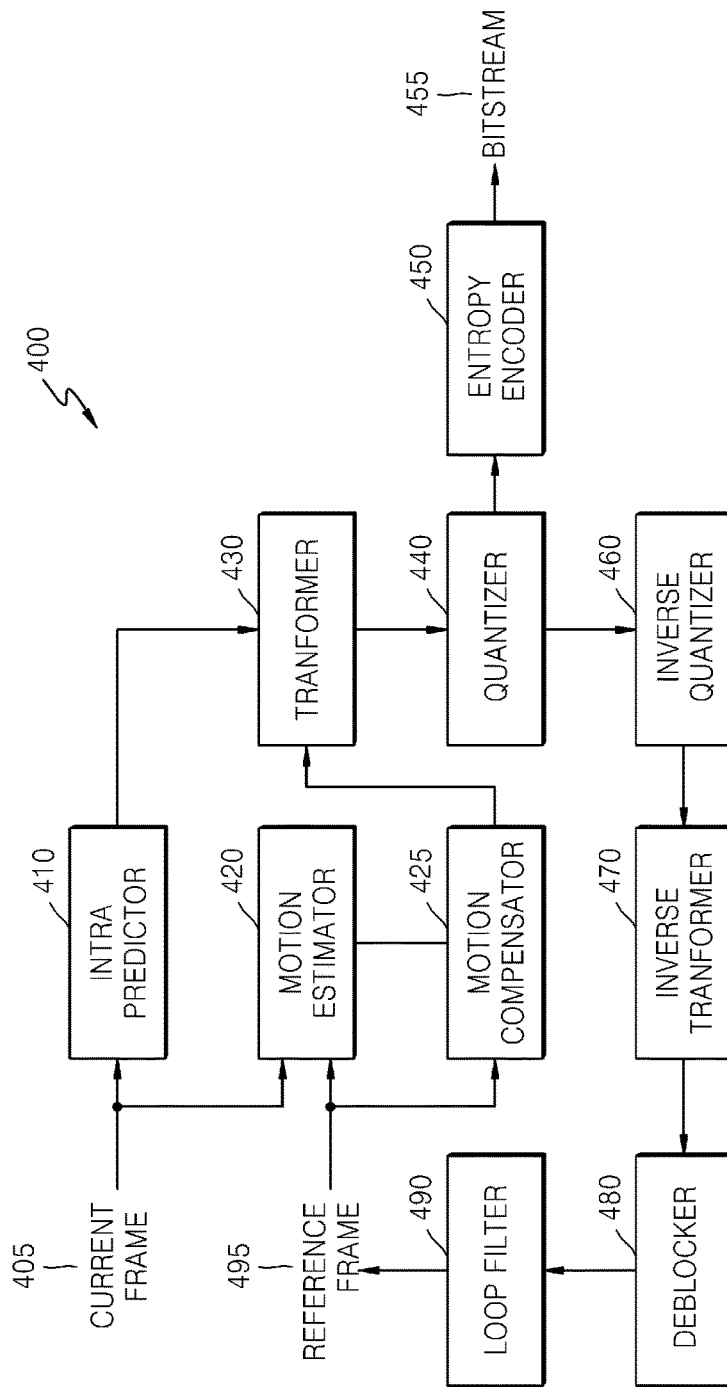 400
405
CURRENT
FRAME
410
INTRA
PREDICTOR
495
REFERENCE
FRAME
420
MOTION
ESTIMATOR
430
TRANFORMER
425
MOTION
COMPENSATOR
440
QUANTIZER
450
ENTROPY
ENCODER
455
BITSTREAM
490
LOOP FILTER
480
DEBLOCKER
470
INVERSE
TRANFORMER
460
INVERSE
QUANTIZER